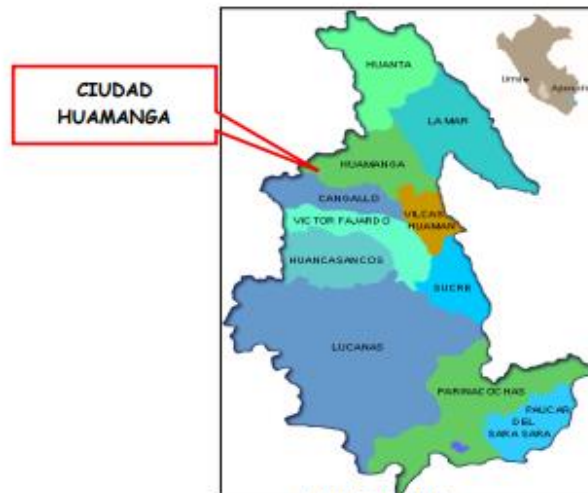 CIUDAD
HUAMANGA
HUANTA
Lima
LA MAR
HUAMANGA
CANGALLO
VICTOR FAJARDO
VILCAS
HUAMAN
HUANCASANCOS
SUCRE
LUCANAS
PARINACOCHAS
PAUCAR
DEL
SARA SARA